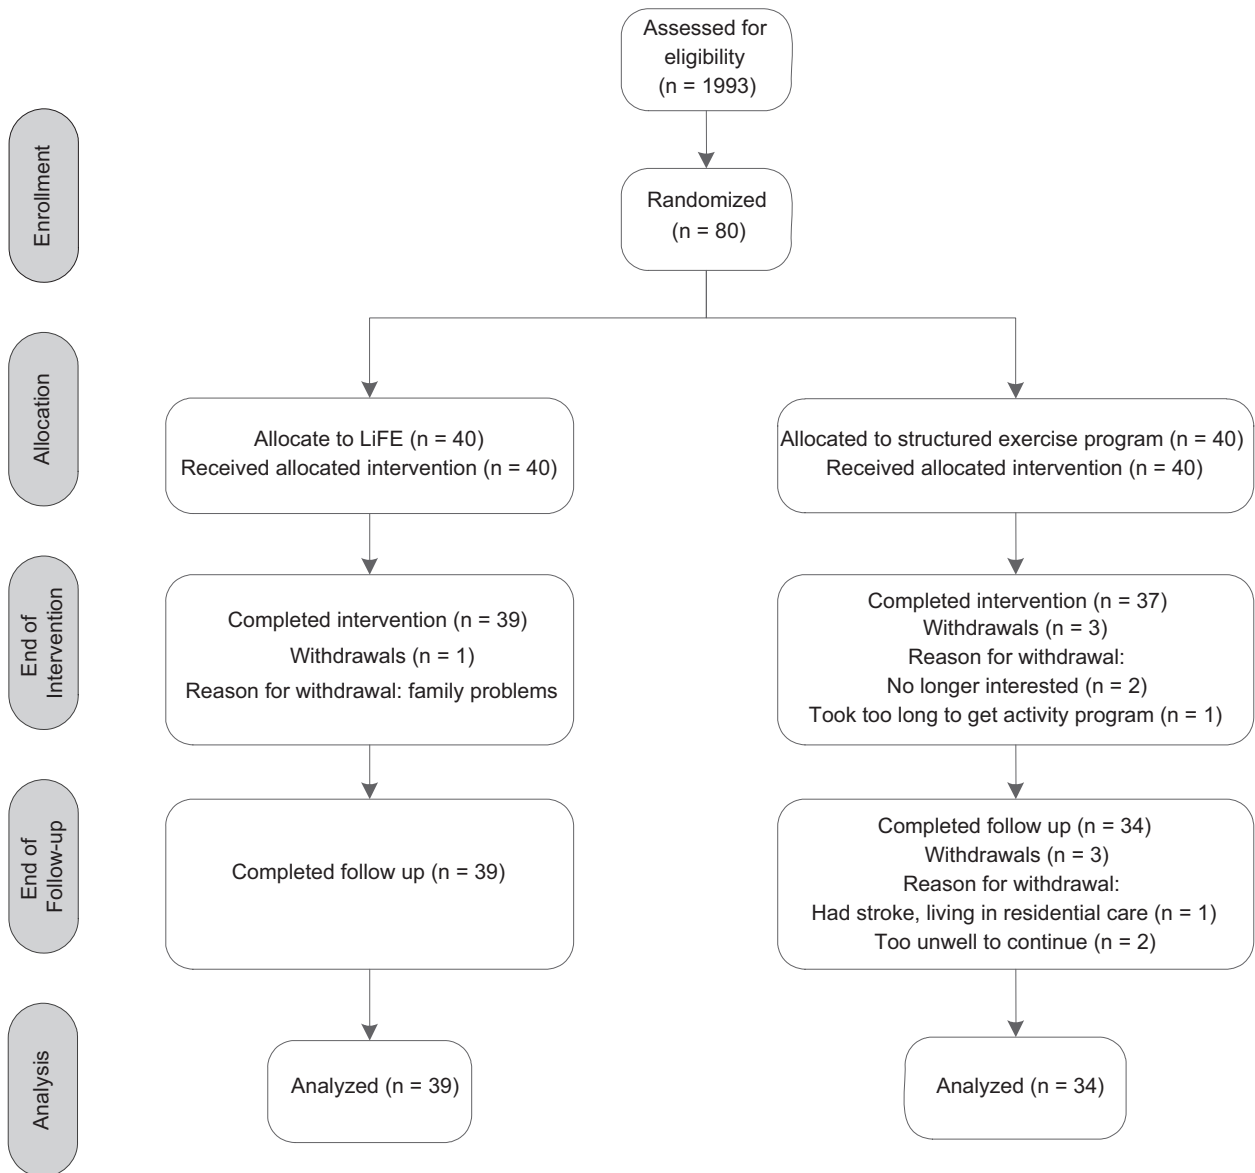 Assessed for
eligibility
(n = 1993)
Enrollment
Randomized
(n = 80)
Allocation
Allocate to LiFE (n = 40)
Received allocated intervention (n = 40)
Allocated to structured exercise program (n = 40)
Received allocated intervention (n = 40)
End of
Intervention
Completed intervention (n = 39)
Withdrawals (n = 1)
Reason for withdrawal: family problems
Completed intervention (n = 37)
Withdrawals (n = 3)
Reason for withdrawal:
No longer interested (n = 2)
Took too long to get activity program (n = 1)
End of
Follow-up
Completed follow up (n = 39)
Completed follow up (n = 34)
Withdrawals (n = 3)
Reason for withdrawal:
Had stroke, living in residential care (n = 1)
Too unwell to continue (n = 2)
Analysis
Analyzed (n = 39)
Analyzed (n = 34)